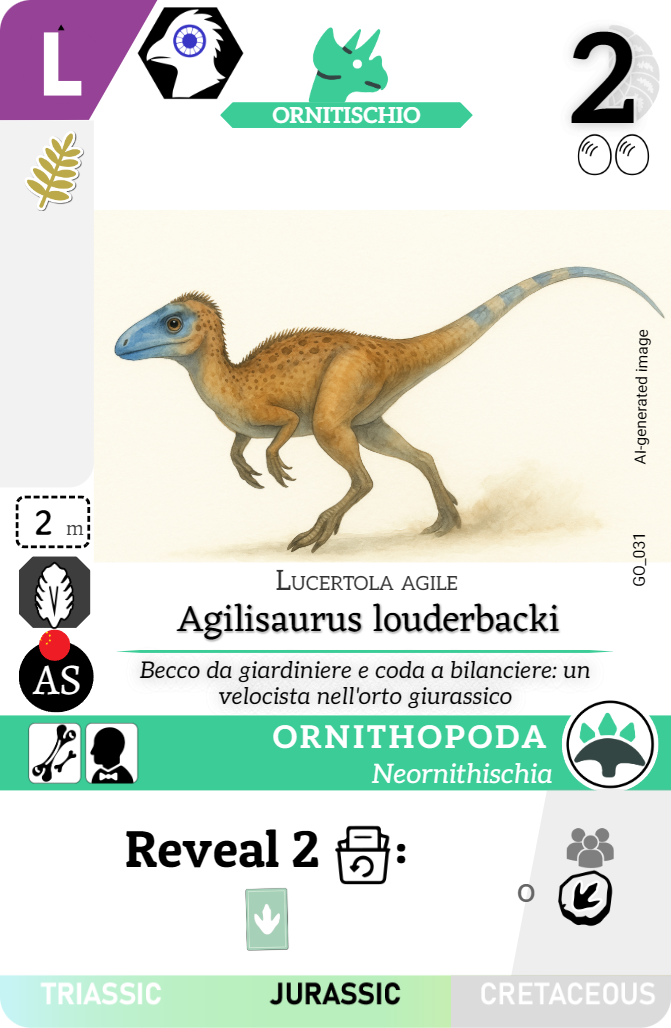 L
ORNITISCHIO
2
2 m
AI-generated image
GO_031
LUCERTOLA AGILE
Agilisaurus louderbacki
AS
Becco da giardiniere e coda a bilanciere: un
velocista nell'orto giurassico
ORNITHOPODA
Neornithischia
Reveal 2 :
O
TRIASSIC JURASSIC CRETACEOUS